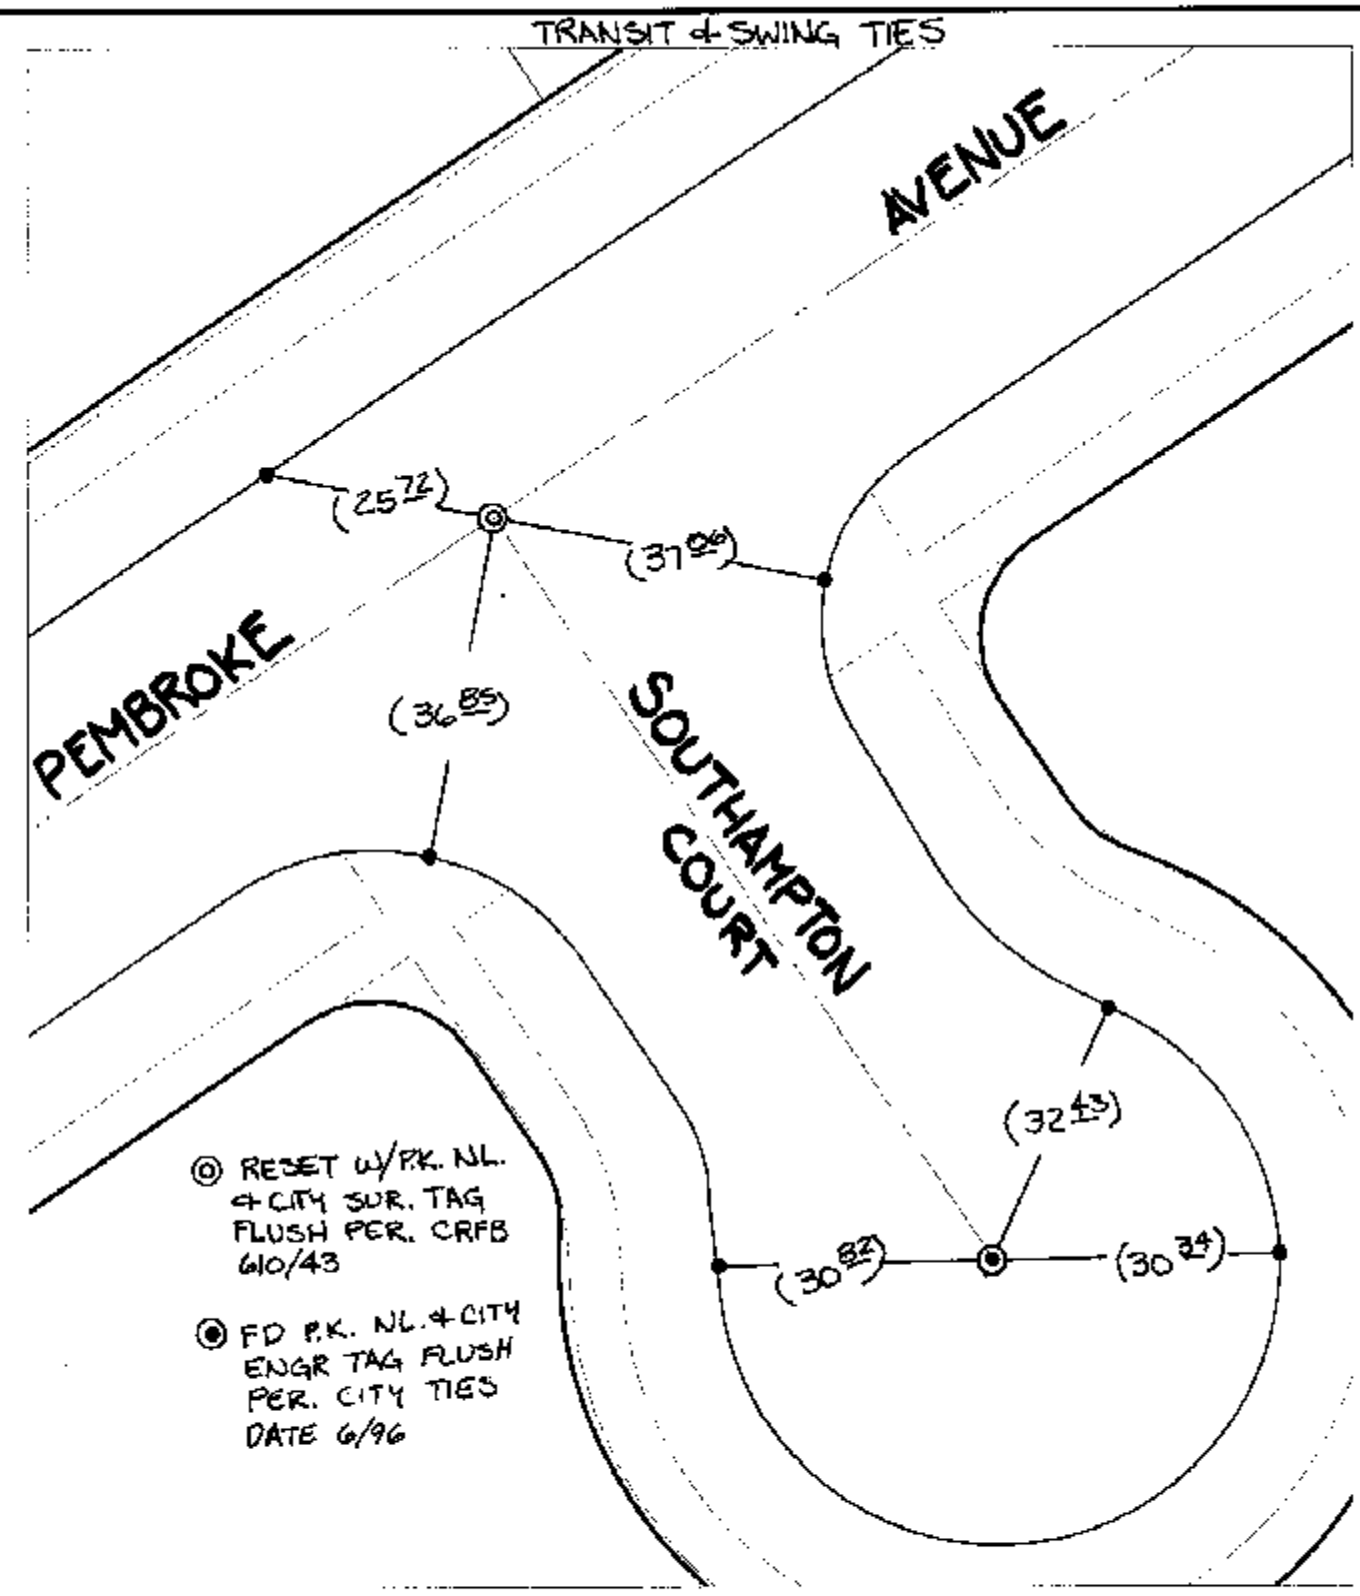 TRANSIT & SWING TIES
AVENUE
(25 72)
(37 06)
PEMBROKE
(36 85)
SOUTHAMPTON
COURT
(32 43)
(30 82)
(30 34)
RESET W/P.K. NL.
& CITY SUR. TAG
FLUSH PER. CRFB
610/43
FD P.K. NL. & CITY
ENGR TAG FLUSH
PER. CITY TIES
DATE 6/96